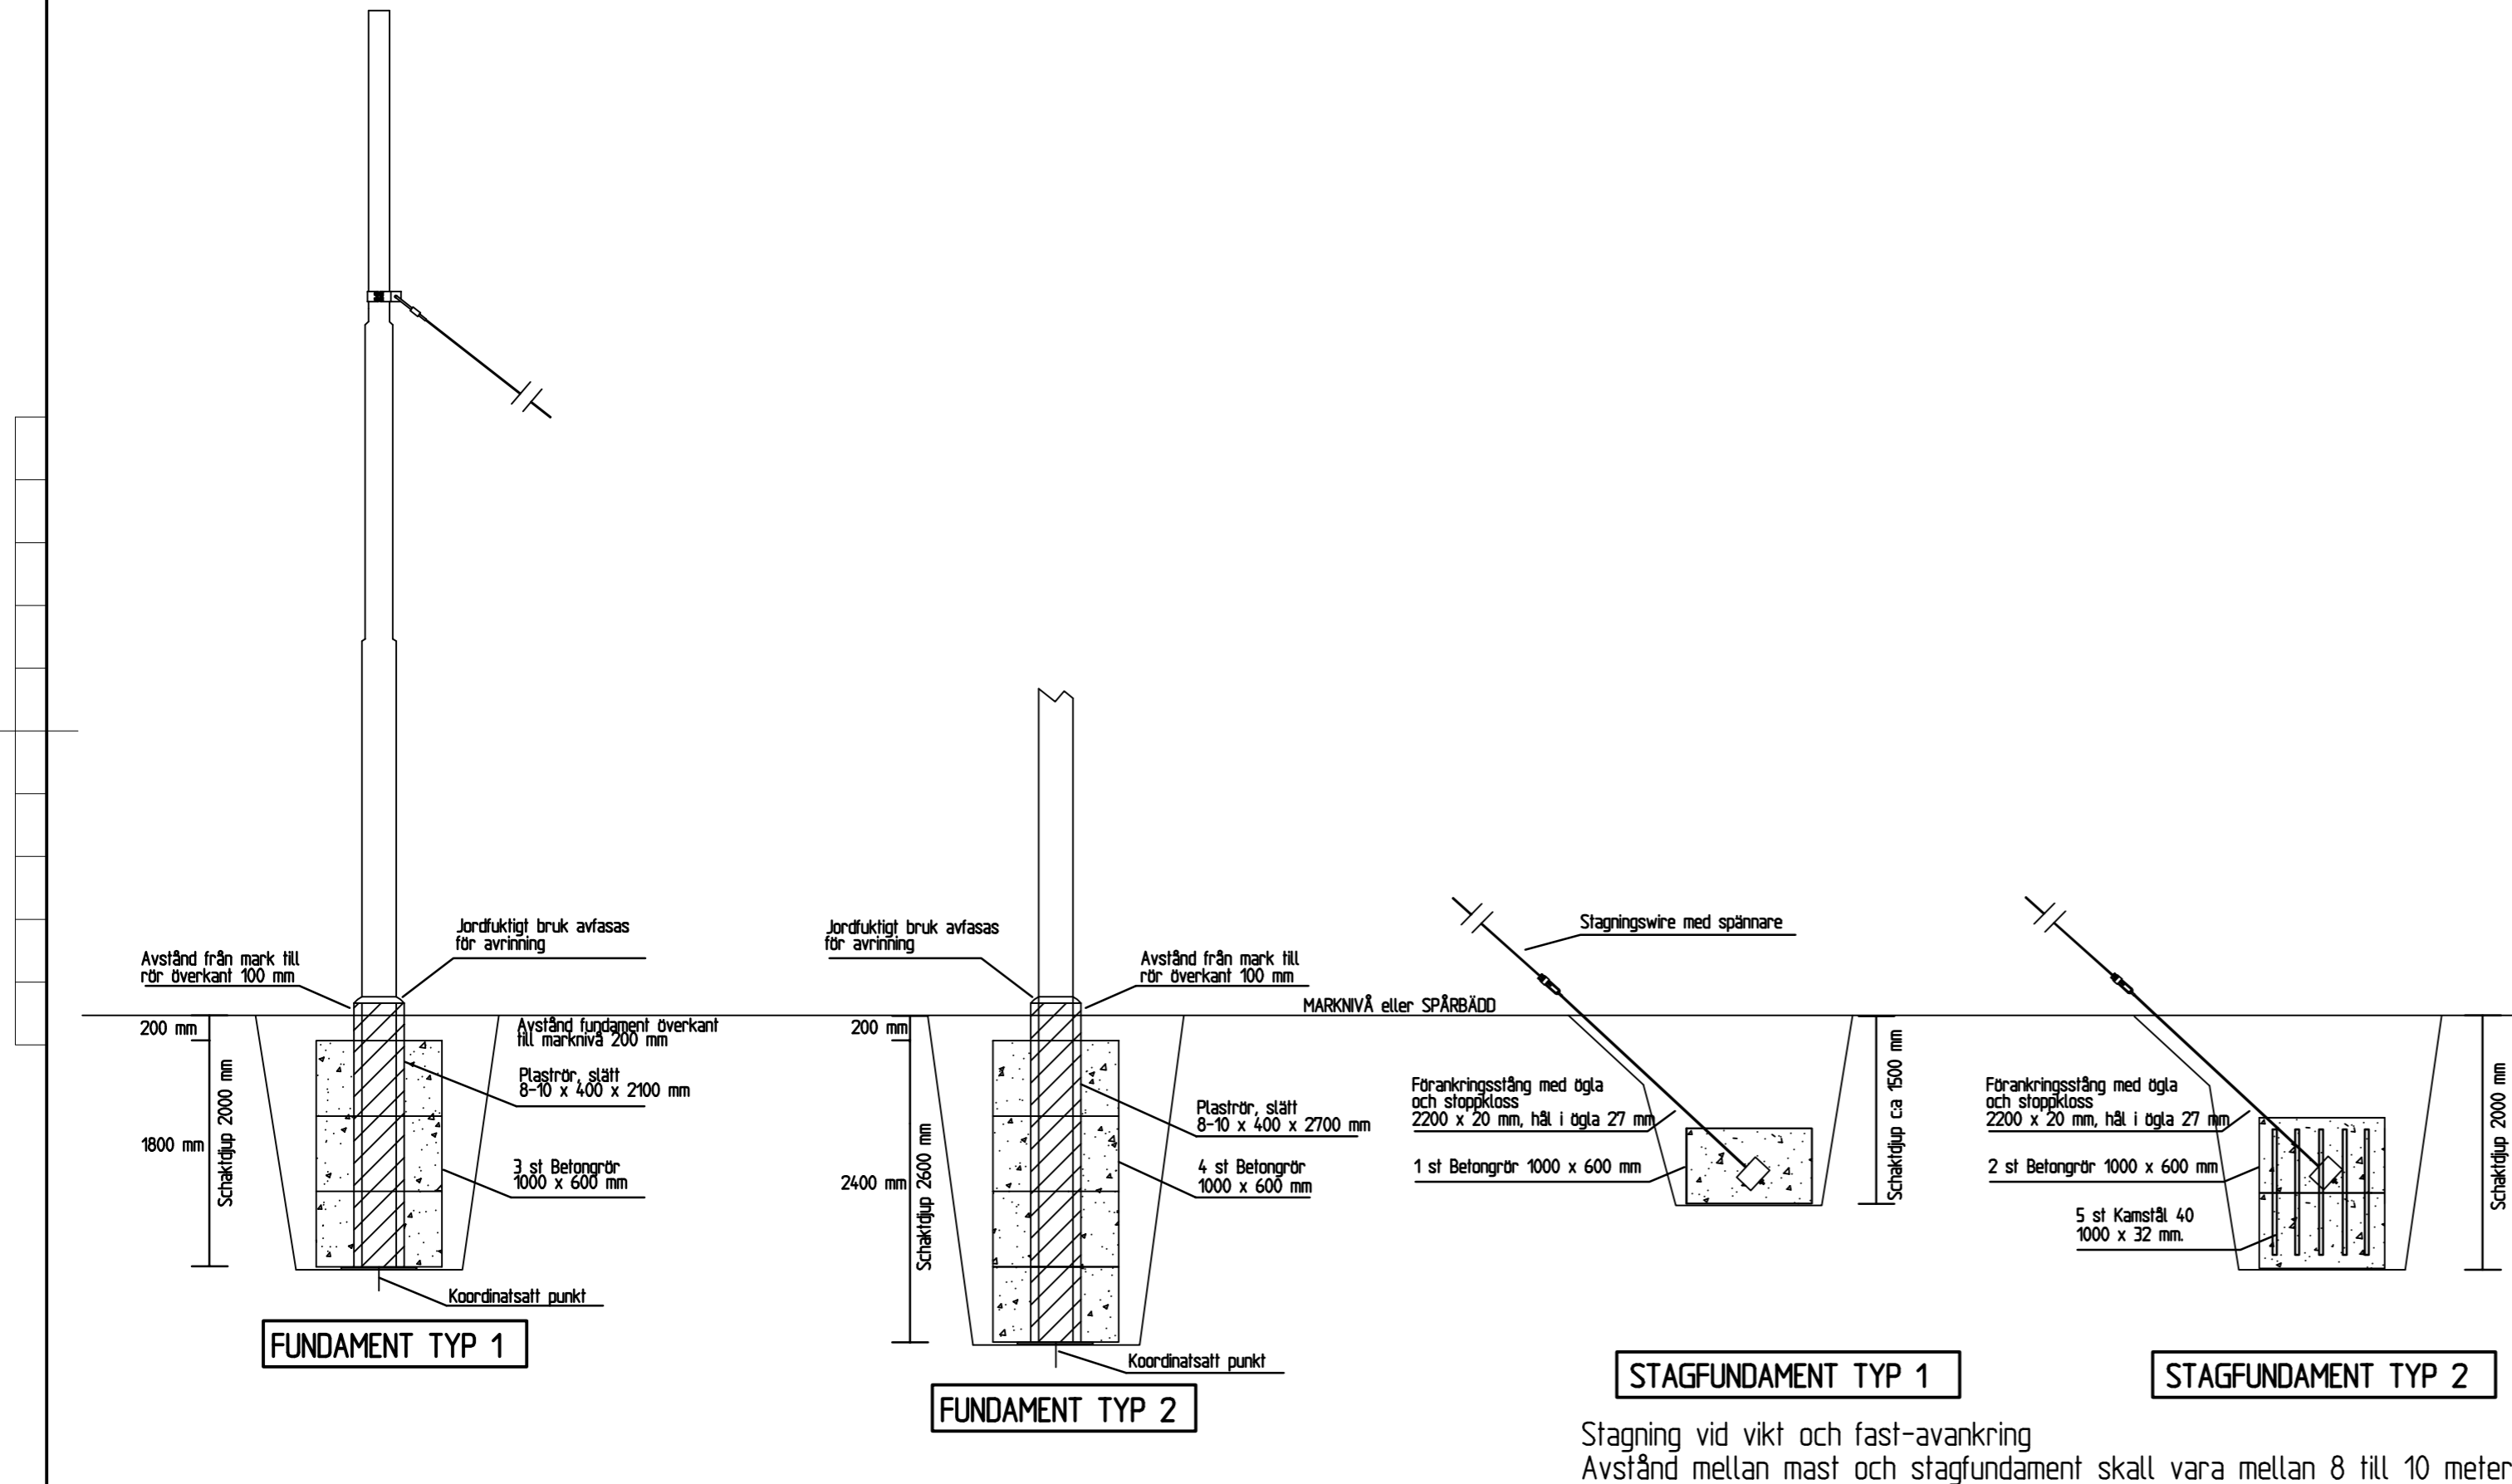 Jordfuktigt bruk avfasas
för avrinning
Avstånd från mark till
rör överkant 100 mm
200 mm
Avstånd fundament överkant
till marknivå 200 mm
Schaktdjup 2000 mm
Plaströr, slätt
8-10 x 400 x 2100 mm
1800 mm
3 st Betongrör
1000 x 600 mm
Koordinatsatt punkt
FUNDAMENT TYP 1
Jordfuktigt bruk avfasas
för avrinning
Avstånd från mark till
rör överkant 100 mm
200 mm
Plaströr, slätt
8-10 x 400 x 2700 mm
2400 mm
Schaktdjup 2600 mm
4 st Betongrör
1000 x 600 mm
Koordinatsatt punkt
FUNDAMENT TYP 2
MARKNIVÅ eller SPÅRBÄDD
Stagningswire med spännare
Förankringsstång med ögla
och stoppkloss
2200 x 20 mm, hål i ögla 27 mm
1 st Betongrör 1000 x 600 mm
Schaktdjup c:a 1500 mm
STAGFUNDAMENT TYP 1
Förankringsstång med ögla
och stoppkloss
2200 x 20 mm, hål i ögla 27 mm
2 st Betongrör 1000 x 600 mm
5 st Kamstål 40
1000 x 32 mm.
Schaktdjup 2000 mm
STAGFUNDAMENT TYP 2
Stagning vid vikt och fast-avankring
Avstånd mellan mast och stagfundament skall vara mellan 8 till 10 meter